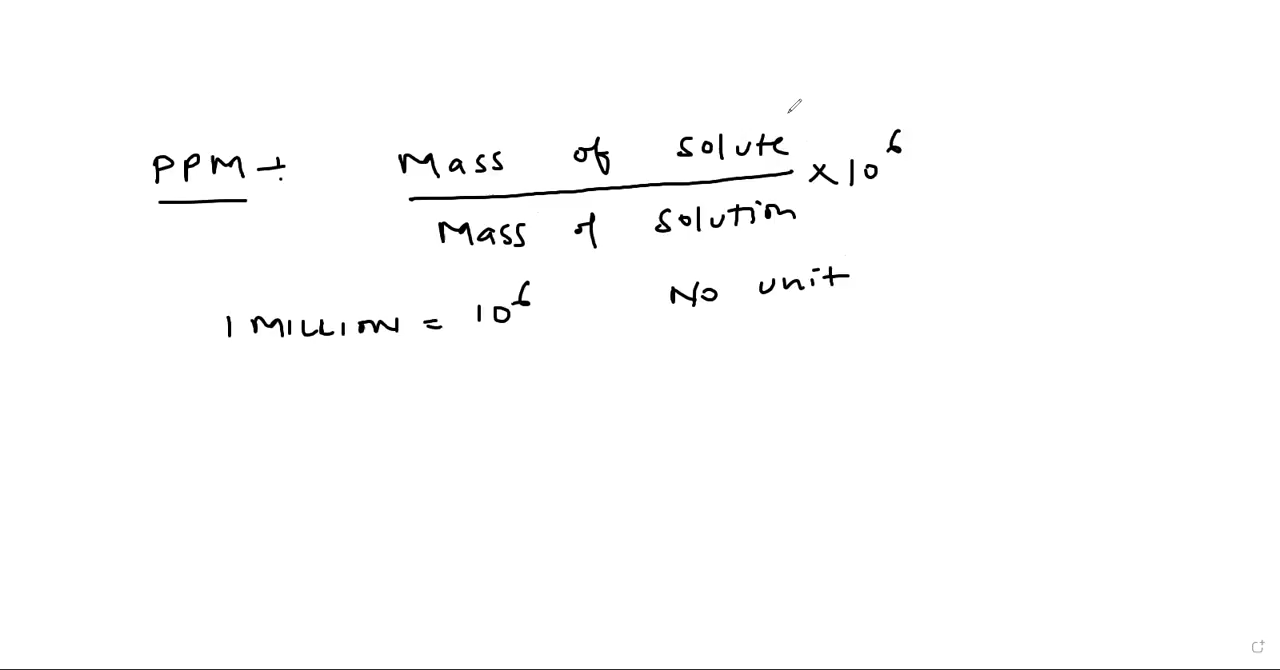 PPM ÷ Mass of solute × 10⁶
Mass of solution
No unit
1 MILLION = 10⁶